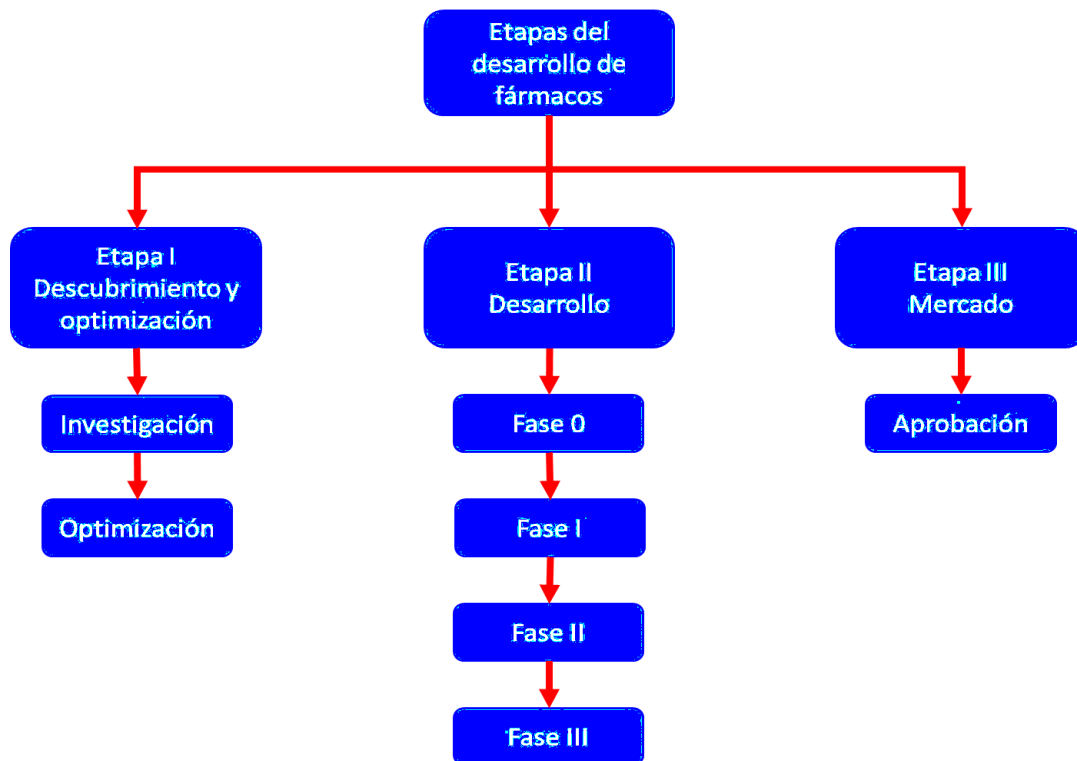 Etapas del
desarrollo de
fármacos
Etapa I
Descubrimiento y
optimización
Etapa II
Desarrollo
Etapa III
Mercado
Investigación
Fase 0
Aprobación
Optimización
Fase I
Fase II
Fase III